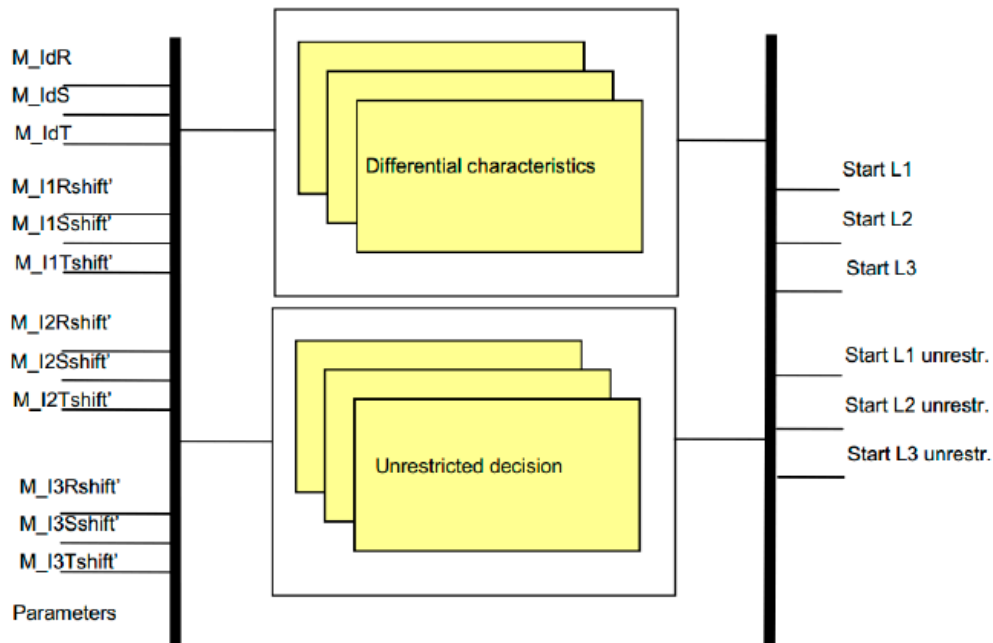 M_IdR
M_IdS
M_IdT
M_I1Rshift'
M_I1Sshift'
M_I1Tshift'
M_I2Rshift'
M_I2Sshift'
M_I2Tshift'
M_I3Rshift'
M_I3Sshift'
M_I3Tshift'
Parameters
Differential characteristics
Unrestricted decision
Start L1
Start L2
Start L3
Start L1 unrestr.
Start L2 unrestr.
Start L3 unrestr.